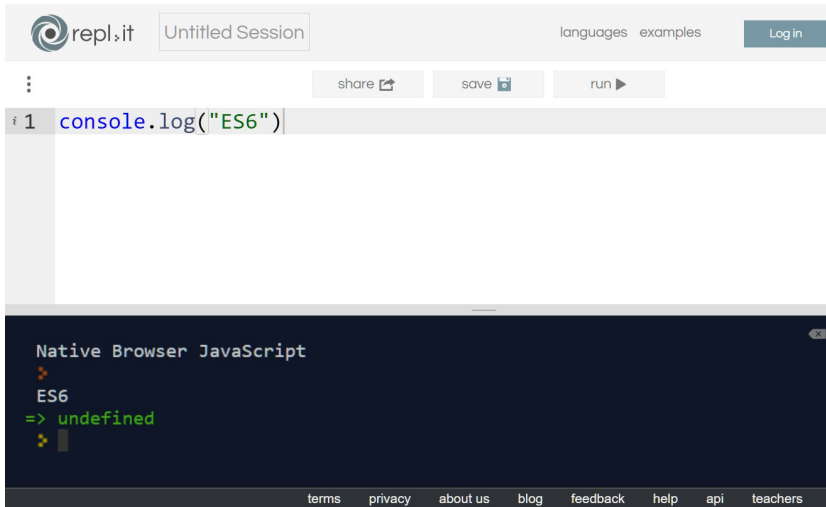 repl.it Untitled Session languages examples Log in
share save run
i 1 console.log("ES6")
Native Browser JavaScript
ES6
=> undefined
terms privacy about us blog feedback help api teachers